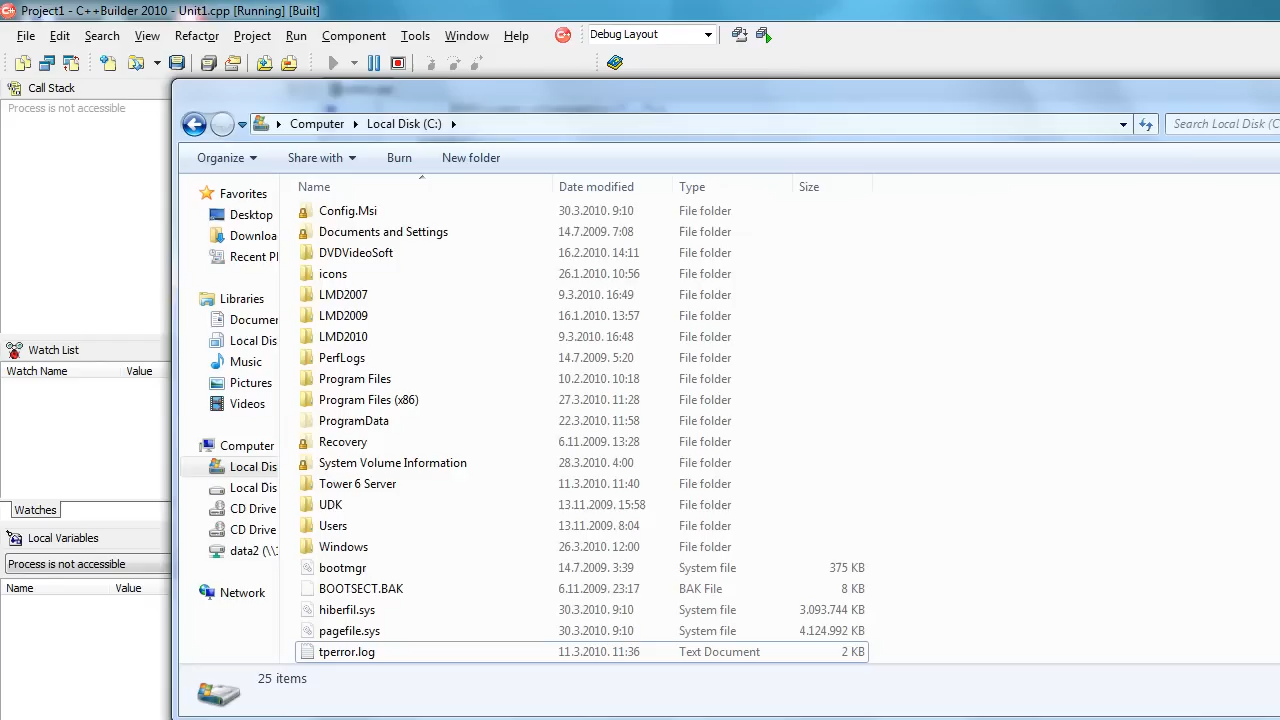 Project1 - C++Builder 2010 - Unit1.cpp [Running] [Built]
File Edit Search View Refactor Project Run Component Tools Window Help Debug Layout
Call Stack
Process is not accessible
Computer Local Disk (C:) Search Local Disk (C
Organize Share with Burn New folder
Name Date modified Type Size
Favorites
Desktop
Downloa
Recent Pl
Libraries
Documen
Local Dis
Music
Pictures
Videos
Computer
Local Dis
Local Dis
CD Drive
CD Drive
data2 (\\
Network
Config.Msi 30.3.2010. 9:10 File folder
Documents and Settings 14.7.2009. 7:08 File folder
DVDVideoSoft 16.2.2010. 14:11 File folder
icons 26.1.2010. 10:56 File folder
LMD2007 9.3.2010. 16:49 File folder
LMD2009 16.1.2010. 13:57 File folder
LMD2010 9.3.2010. 16:48 File folder
PerfLogs 14.7.2009. 5:20 File folder
Program Files 10.2.2010. 10:18 File folder
Program Files (x86) 27.3.2010. 11:28 File folder
ProgramData 22.3.2010. 11:58 File folder
Recovery 6.11.2009. 13:28 File folder
System Volume Information 28.3.2010. 4:00 File folder
Tower 6 Server 11.3.2010. 11:40 File folder
UDK 13.11.2009. 15:58 File folder
Users 13.11.2009. 8:04 File folder
Windows 26.3.2010. 12:00 File folder
bootmgr 14.7.2009. 3:39 System file 375 KB
BOOTSECT.BAK 6.11.2009. 23:17 BAK File 8 KB
hiberfil.sys 30.3.2010. 9:10 System file 3.093.744 KB
pagefile.sys 30.3.2010. 9:10 System file 4.124.992 KB
tperror.log 11.3.2010. 11:36 Text Document 2 KB
25 items
Watch List
Watch Name Value
Watches
Local Variables
Process is not accessible
Name Value